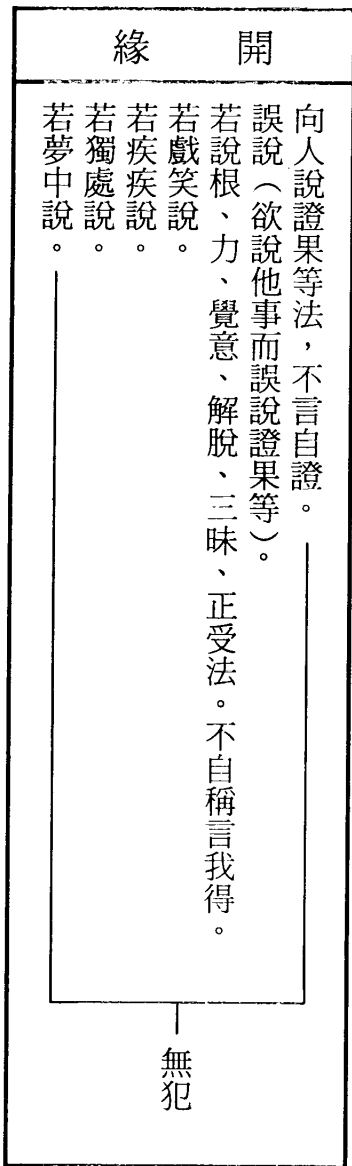 開緣
向人說證果等法，不言自證。
誤說（欲說他事而誤說證果等）。
若說根、力、覺意、解脫、三昧、正受法。不自稱言我得。
若戲笑說。
若疾疾說。
若獨處說。
若夢中說。
無犯